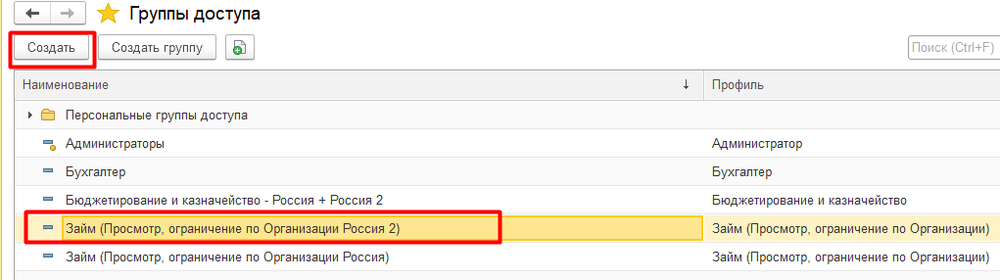 Группы доступа
Создать Создать группу Поиск (Ctrl+F)
Наименование ↓ Профиль
Персональные группы доступа
Администраторы Администратор
Бухгалтер Бухгалтер
Бюджетирование и казначейство - Россия + Россия 2 Бюджетирование и казначейство
Займ (Просмотр, ограничение по Организации Россия 2) Займ (Просмотр, ограничение по Организации)
Займ (Просмотр, ограничение по Организации Россия) Займ (Просмотр, ограничение по Организации)